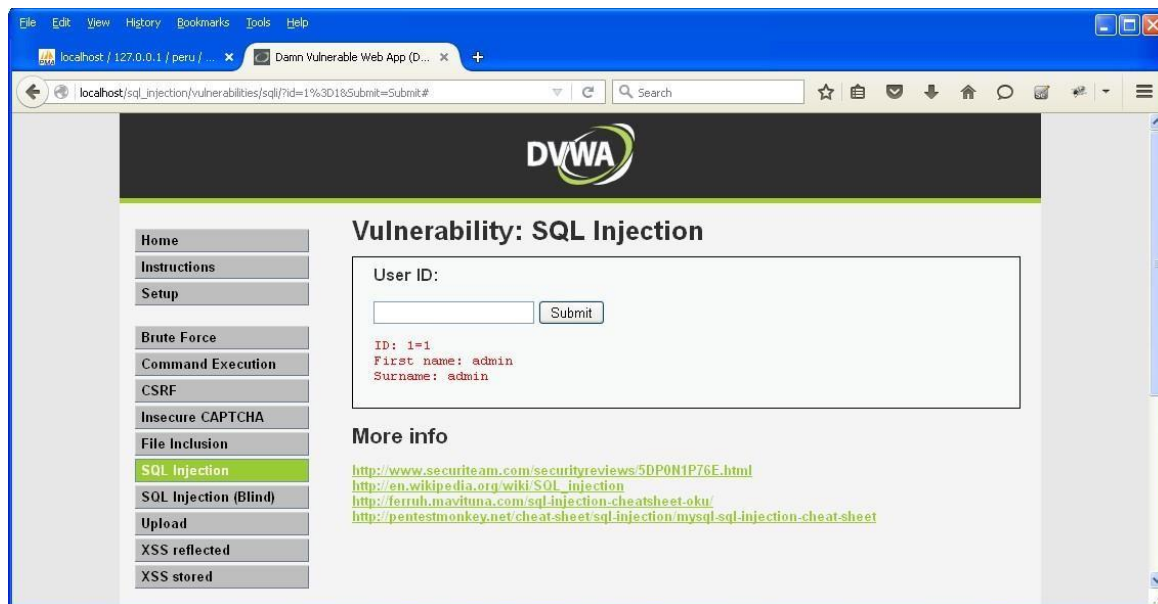 File Edit View History Bookmarks Tools Help
localhost / 127.0.0.1 / peru / ...
Damn Vulnerable Web App (D...
localhost/sql_injection/vulnerabilities/sqli/?id=1%3D1&Submit=Submit#
Search
DVWA
Home
Instructions
Setup
Brute Force
Command Execution
CSRF
Insecure CAPTCHA
File Inclusion
SQL Injection
SQL Injection (Blind)
Upload
XSS reflected
XSS stored
Vulnerability: SQL Injection
User ID:
Submit
ID: 1=1
First name: admin
Surname: admin
More info
http://www.securiteam.com/securityreviews/5DP0N1P76E.html
http://en.wikipedia.org/wiki/SQL_injection
http://ferruh.mavituna.com/sql-injection-cheatsheet-oku/
http://pentestmonkey.net/cheat-sheet/sql-injection/mysql-sql-injection-cheat-sheet